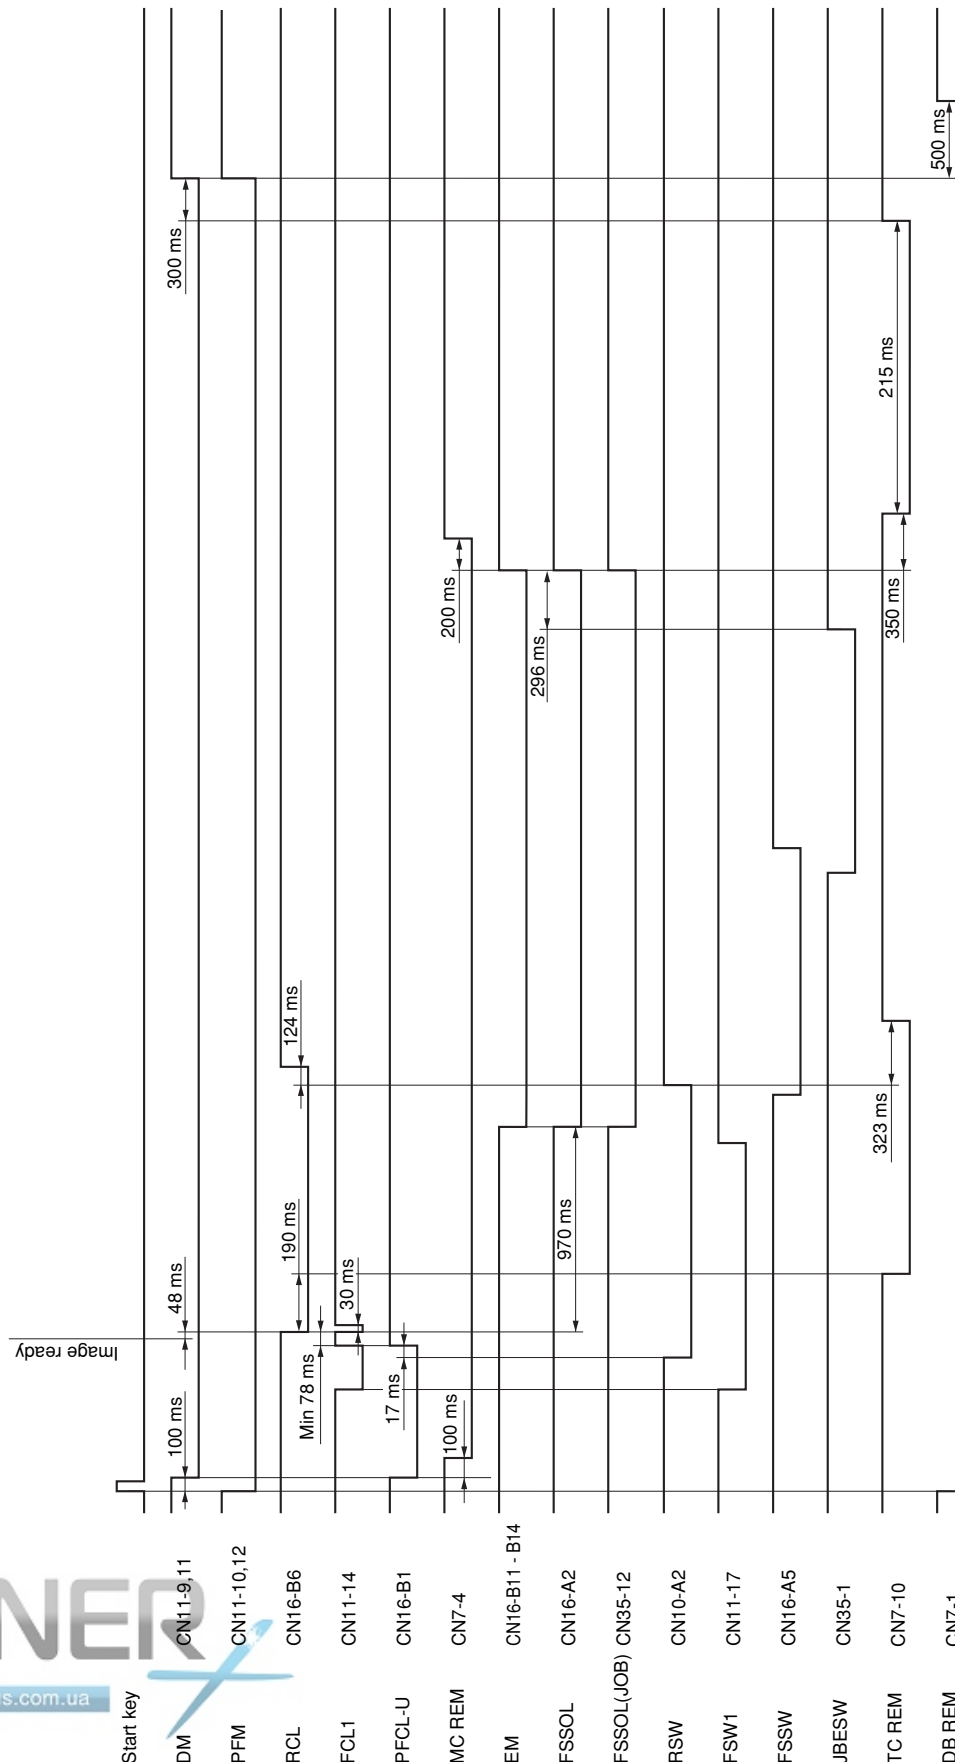 Start key
DM CN11-9,11
PFM CN11-10,12
RCL CN16-B6
FCL1 CN11-14
PFCL-U CN16-B1
MC REM CN7-4
EM CN16-B11 - B14
FSSOL CN16-A2
FSSOL(JOB) CN35-12
RSW CN10-A2
FSW1 CN11-17
FSSW CN16-A5
JBESW CN35-1
TC REM CN7-10
DB REM CN7-1
Image ready
100 ms
48 ms
300 ms
190 ms
124 ms
Min 78 ms
30 ms
17 ms
100 ms
200 ms
970 ms
296 ms
323 ms
350 ms
215 ms
500 ms
NER
s.com.ua